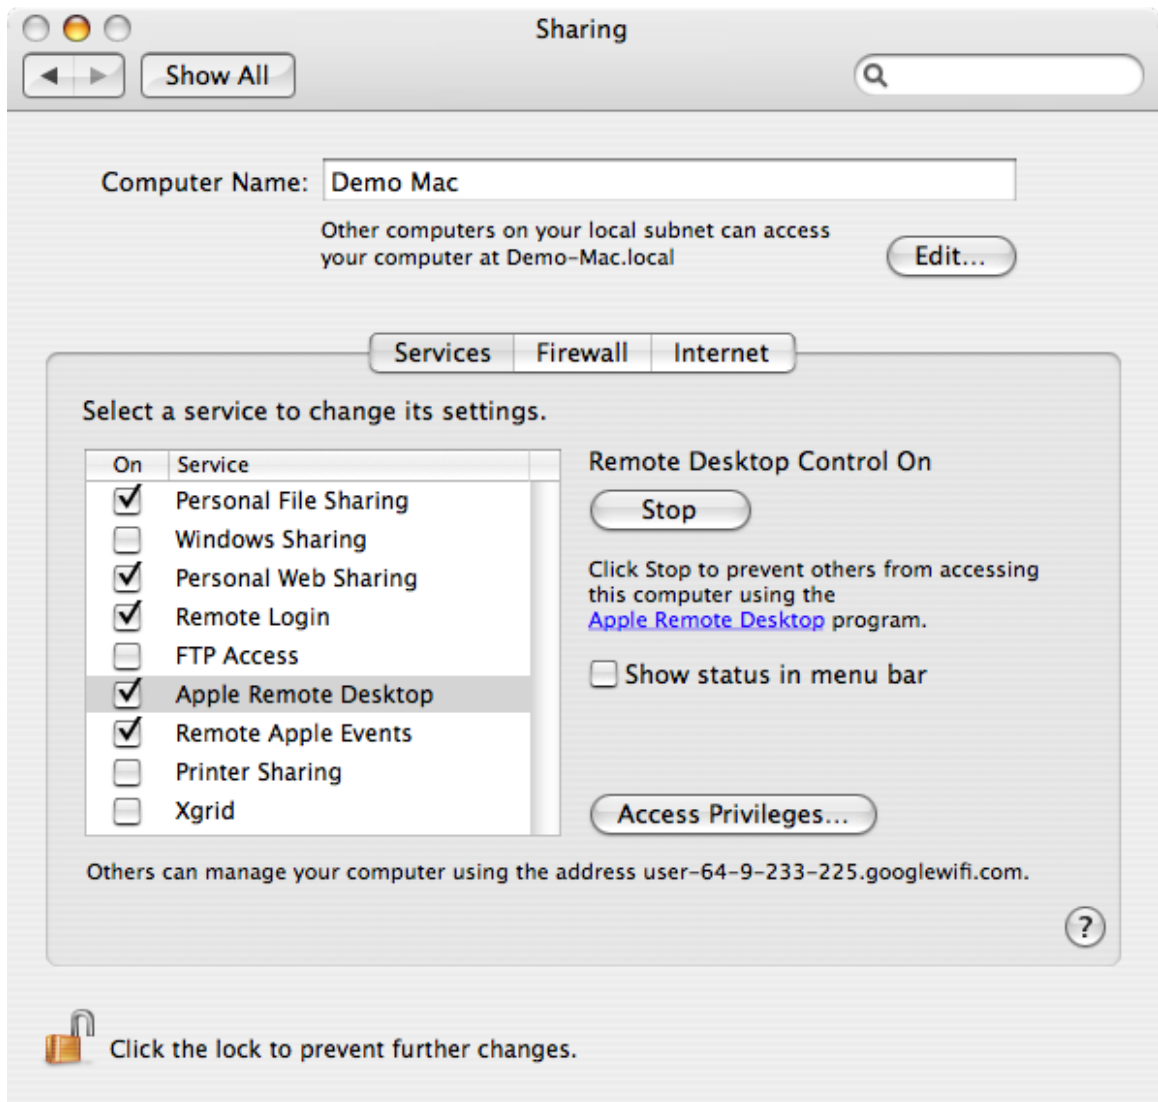 Sharing
Show All
Computer Name: Demo Mac
Other computers on your local subnet can access
your computer at Demo-Mac.local
Edit...
Services Firewall Internet
Select a service to change its settings.
On Service
Personal File Sharing
Windows Sharing
Personal Web Sharing
Remote Login
FTP Access
Apple Remote Desktop
Remote Apple Events
Printer Sharing
Xgrid
Remote Desktop Control On
Stop
Click Stop to prevent others from accessing
this computer using the
Apple Remote Desktop program.
Show status in menu bar
Access Privileges...
Others can manage your computer using the address user-64-9-233-225.googlewifi.com.
?
Click the lock to prevent further changes.